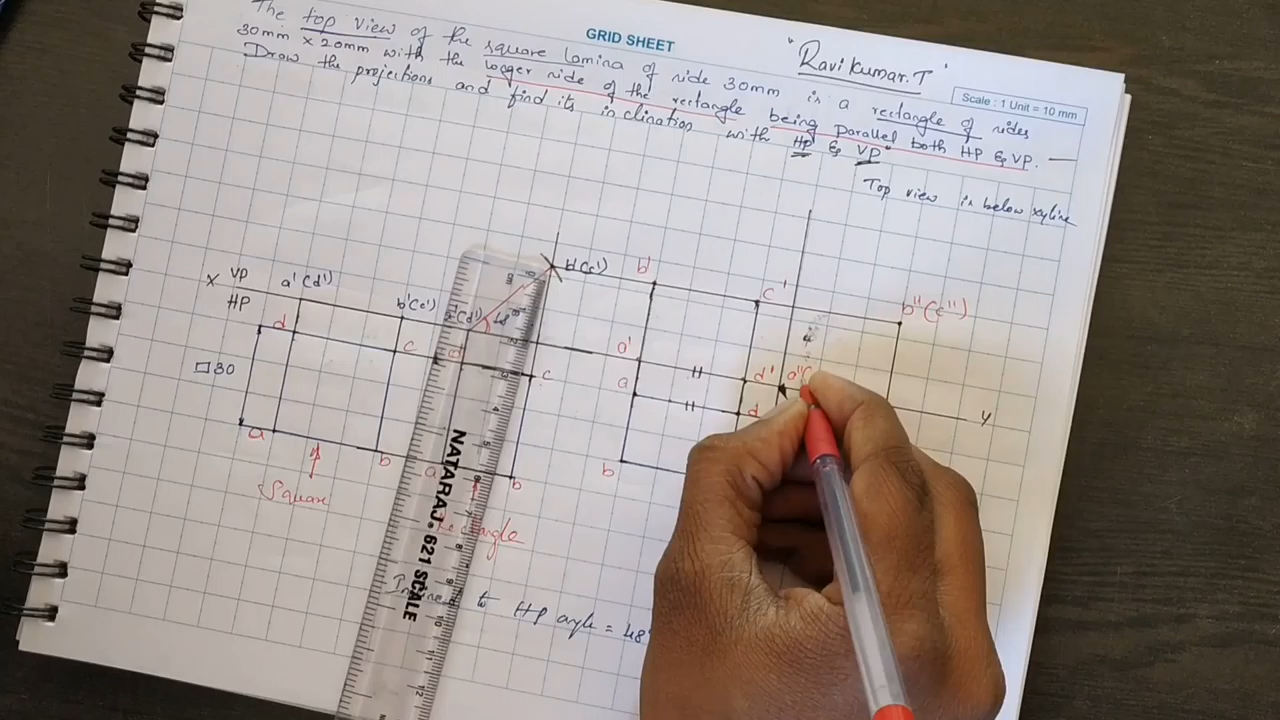 GRID SHEET
"Ravikumar.T"
Scale : 1 Unit = 10 mm
The top view of the square lamina of side 30mm is a rectangle of sides
30mm × 20mm with the longer side of the rectangle being parallel both HP & VP.
Draw the projections and find its inclination with HP & VP
Top view is below xyline
X VP
HP
a'(d')
b'(c')
b'(c')
b'
c'
b"(c")
48°
a'
d'
a"(
y
d
c
d
c
a
d
□30
a
b
a
b
b
Square
to HP angle = 48°
NATARAJ 621 SCALE